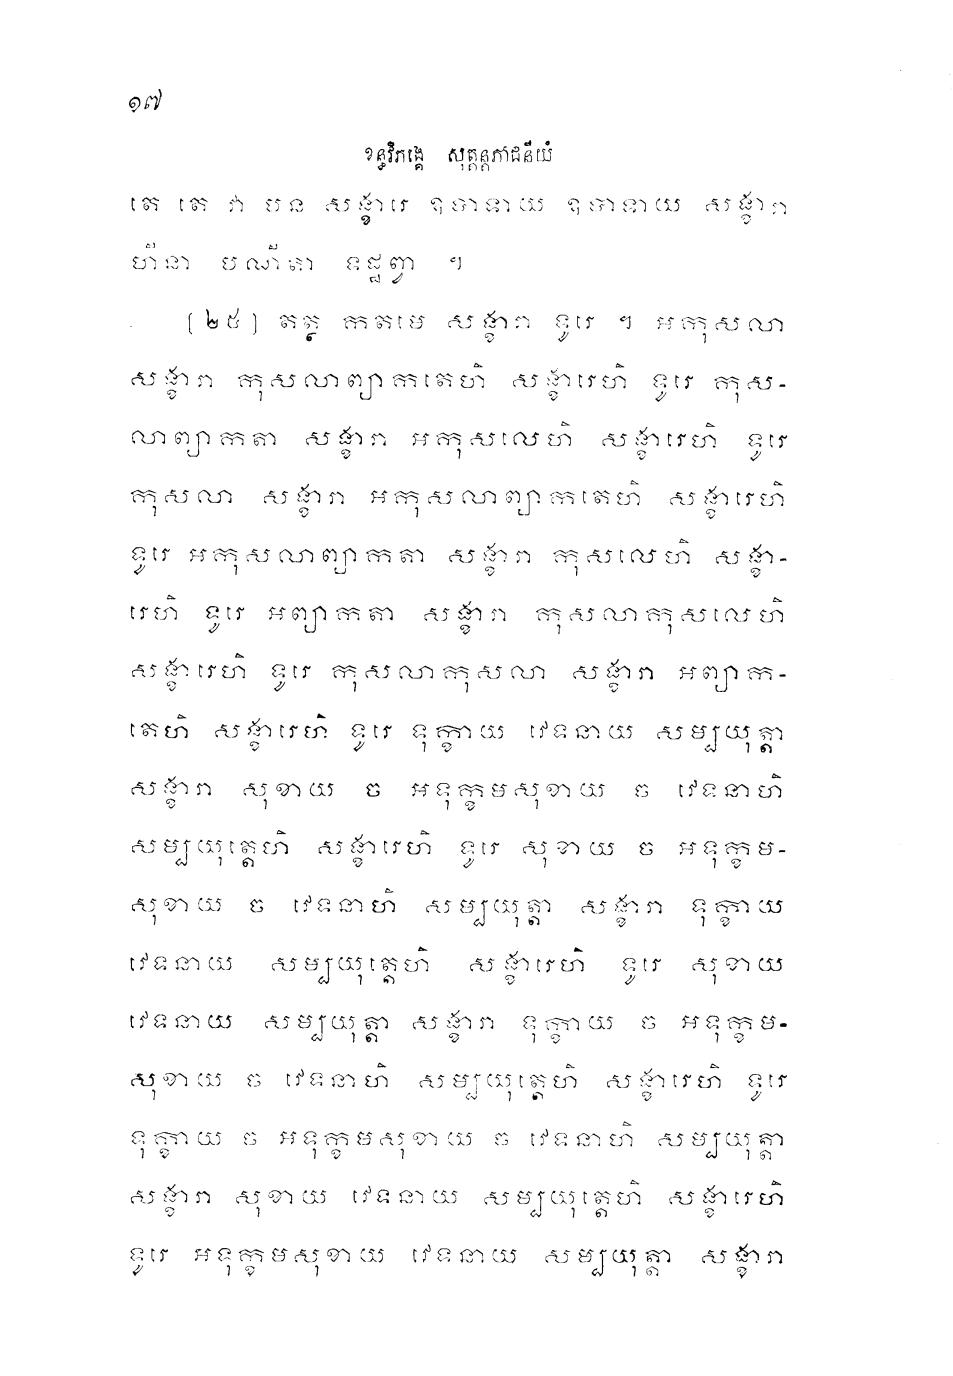 ១៧
ខន្ធវិភង្គេ សុត្តន្តភាជនីយំ
តេ តេ វា បន សង្ខារេ ឧបាទាយ ឧបាទាយ សង្ខារា
ហីនា បណីតា ទដ្ឋព្វា ។
[២៥] តត្ថ កតមេ សង្ខារា ទូរេ ។ អកុសលា
សង្ខារា កុសលាព្យាកតេហិ សង្ខារេហិ ទូរេ កុស-
លាព្យាកតា សង្ខារា អកុសលេហិ សង្ខារេហិ ទូរេ
កុសលា សង្ខារា អកុសលាព្យាកតេហិ សង្ខារេហិ
ទូរេ អកុសលាព្យាកតា សង្ខារា កុសលេហិ សង្ខា-
រេហិ ទូរេ អព្យាកតា សង្ខារា កុសលាកុសលេហិ
សង្ខារេហិ ទូរេ កុសលាកុសលា សង្ខារា អព្យាក-
តេហិ សង្ខារេហិ ទូរេ ទុក្ខាយ វេទនាយ សម្បយុត្តា
សង្ខារា សុខាយ ច អទុក្ខមសុខាយ ច វេទនាហិ
សម្បយុត្តេហិ សង្ខារេហិ ទូរេ សុខាយ ច អទុក្ខម-
សុខាយ ច វេទនាហិ សម្បយុត្តា សង្ខារា ទុក្ខាយ
វេទនាយ សម្បយុត្តេហិ សង្ខារេហិ ទូរេ សុខាយ
វេទនាយ សម្បយុត្តា សង្ខារា ទុក្ខាយ ច អទុក្ខម-
សុខាយ ច វេទនាហិ សម្បយុត្តេហិ សង្ខារេហិ ទូរេ
ទុក្ខាយ ច អទុក្ខមសុខាយ ច វេទនាហិ សម្បយុត្តា
សង្ខារា សុខាយ វេទនាយ សម្បយុត្តេហិ សង្ខារេហិ
ទូរេ អទុក្ខមសុខាយ វេទនាយ សម្បយុត្តា សង្ខារា